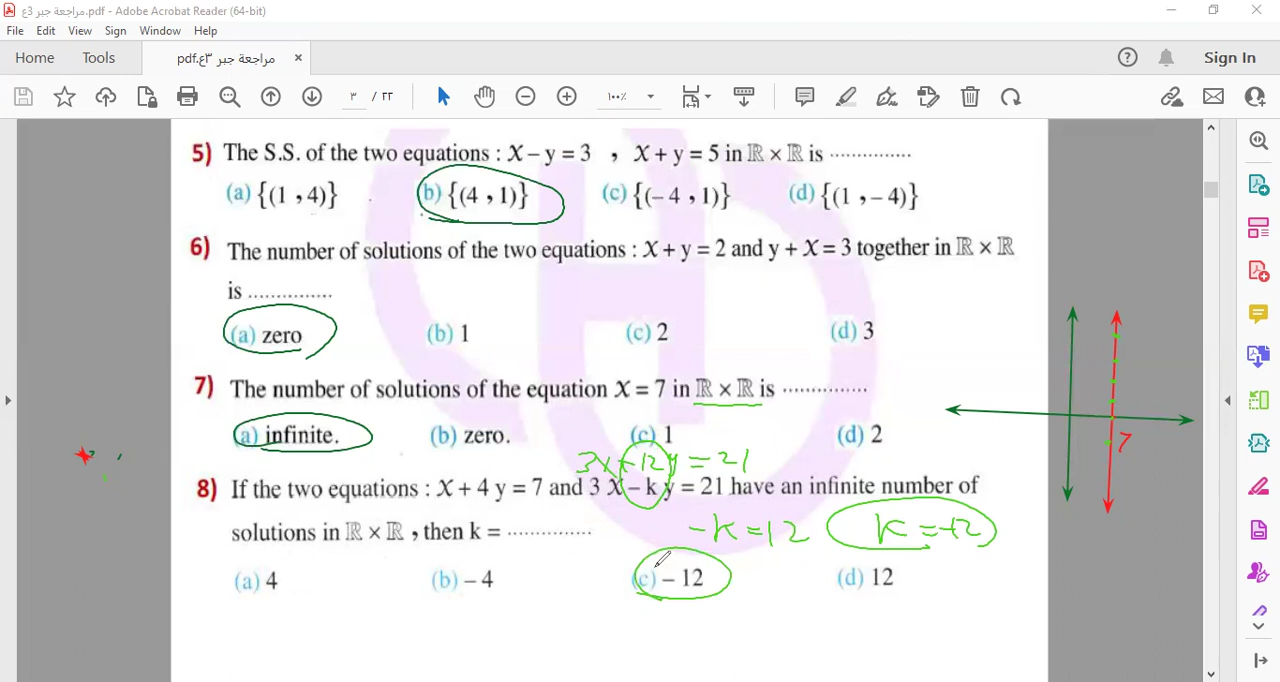 مراجعة جبر 3ع.pdf - Adobe Acrobat Reader (64-bit)
File Edit View Sign Window Help
Home Tools مراجعة جبر ٣ع.pdf × Sign In
٣ / ٢٢ ١٠٠٪
5) The S.S. of the two equations : X – y = 3 , X + y = 5 in ℝ × ℝ is ...............
(a) {(1 , 4)} (b) {(4 , 1)} (c) {(– 4 , 1)} (d) {(1 , – 4)}
6) The number of solutions of the two equations : X + y = 2 and y + X = 3 together in ℝ × ℝ
is ...............
(a) zero (b) 1 (c) 2 (d) 3
7) The number of solutions of the equation X = 7 in ℝ × ℝ is ...............
(a) infinite. (b) zero. (c) 1 (d) 2
7
3x+12y=21
8) If the two equations : X + 4 y = 7 and 3 X – k y = 21 have an infinite number of
solutions in ℝ × ℝ , then k = ...............
-k=12 k=-12
(a) 4 (b) – 4 (c) – 12 (d) 12